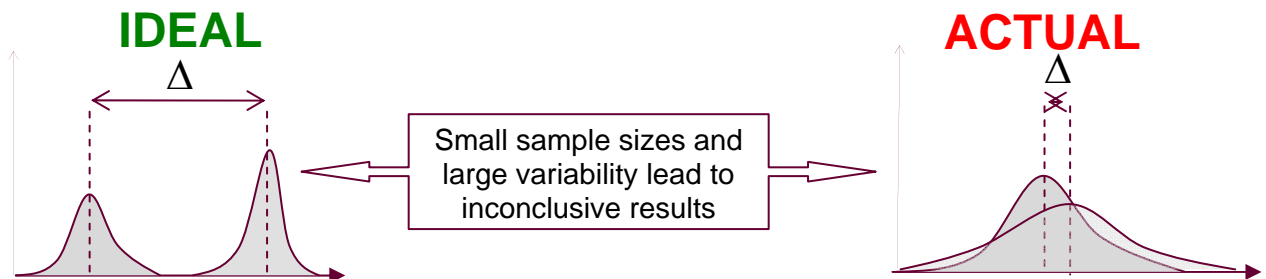 IDEAL
Δ
Small sample sizes and
large variability lead to
inconclusive results
ACTUAL
Δ